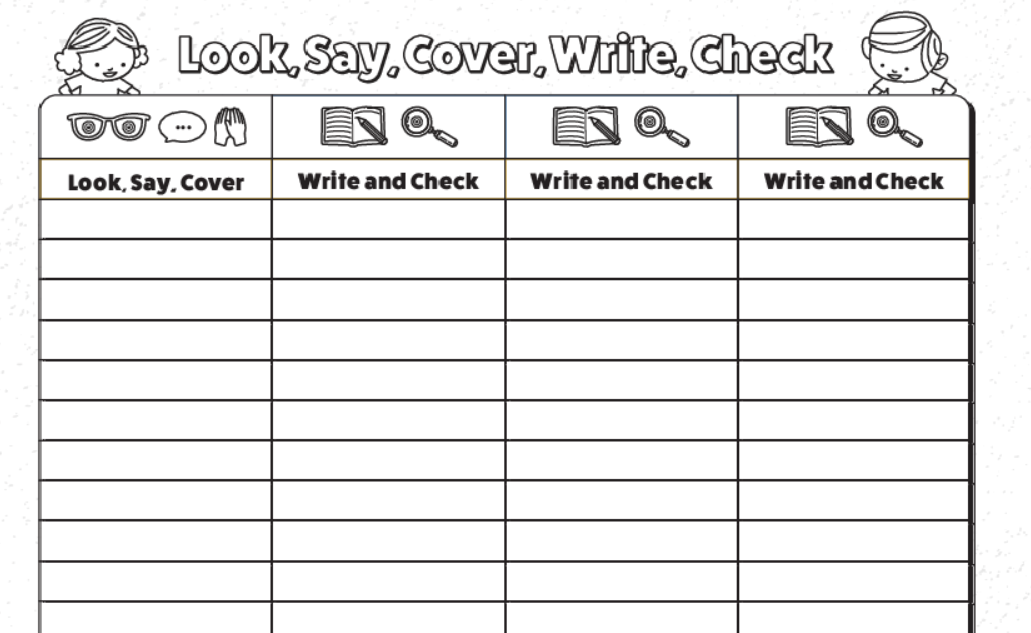 Look, Say, Cover, Write, Check
Look, Say, Cover
Write and Check
Write and Check
Write and Check